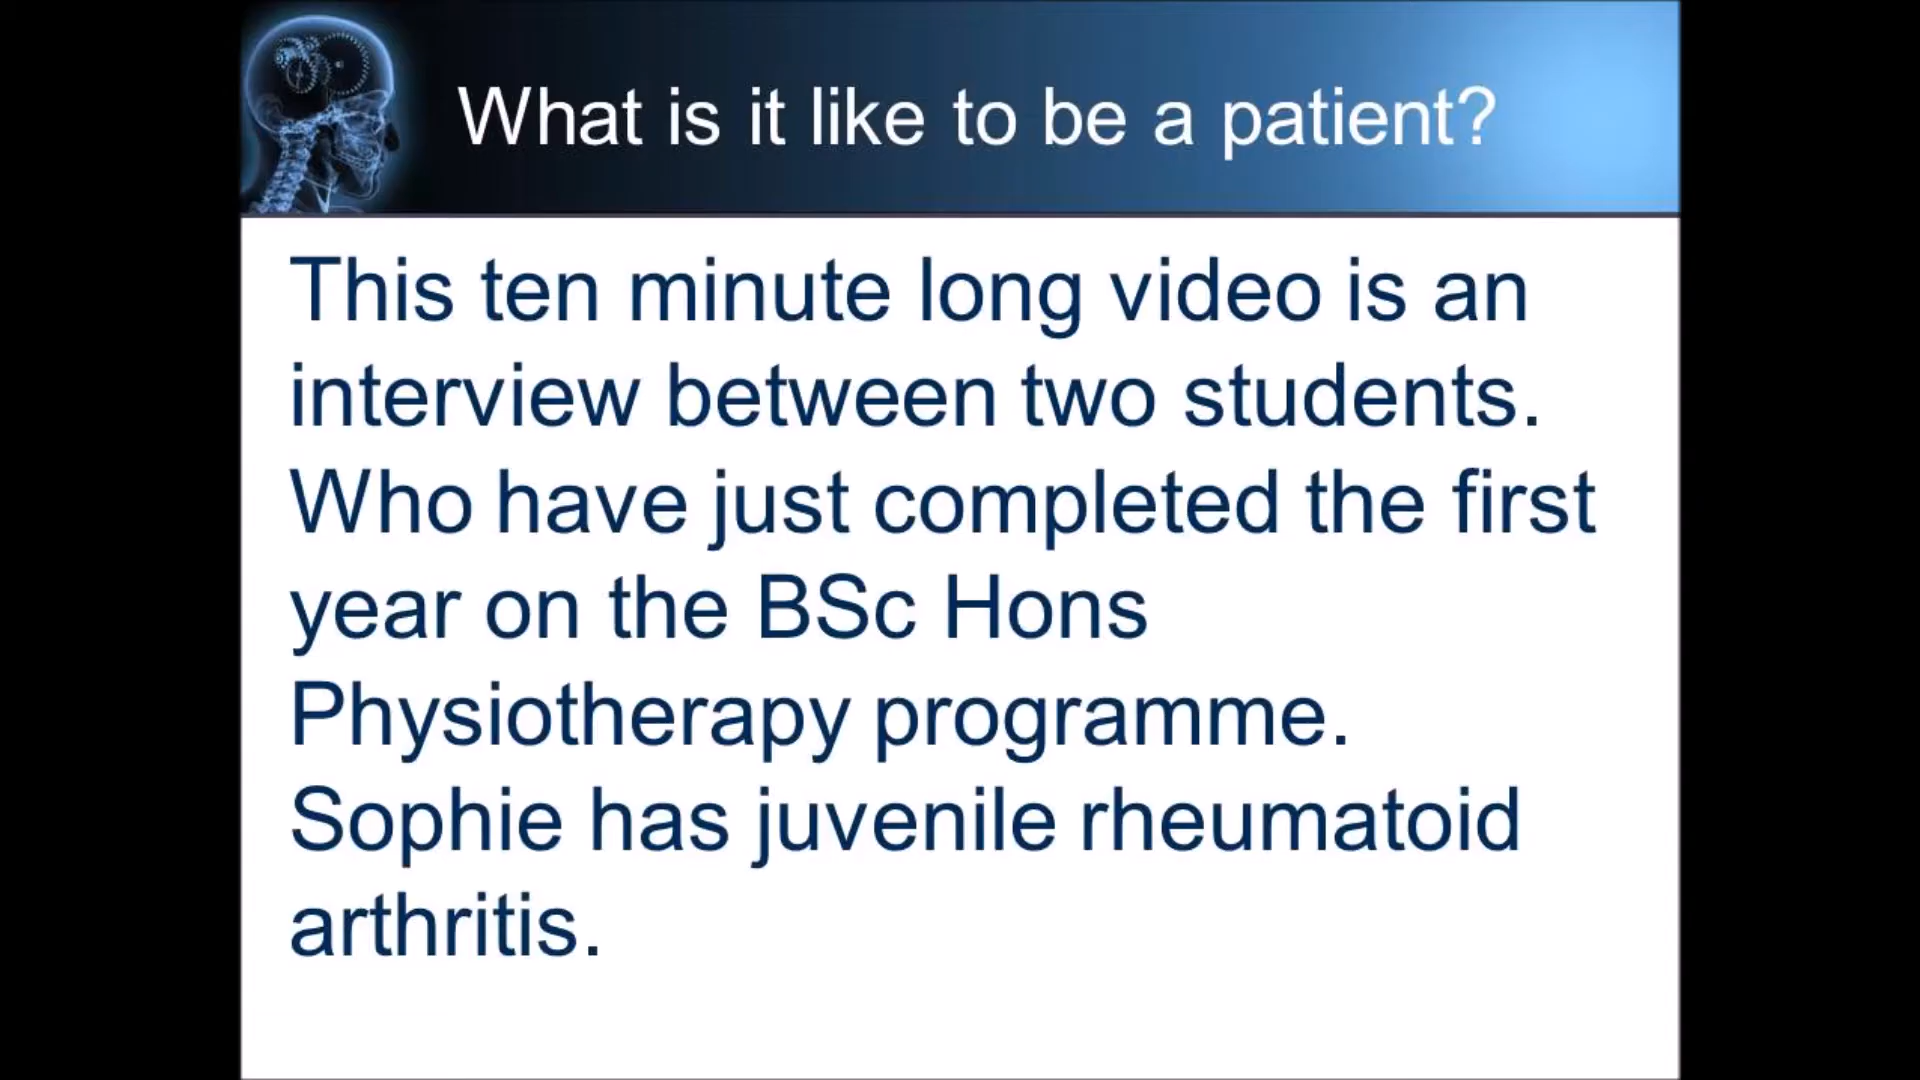 What is it like to be a patient?
This ten minute long video is an
interview between two students.
Who have just completed the first
year on the BSc Hons
Physiotherapy programme.
Sophie has juvenile rheumatoid
arthritis.